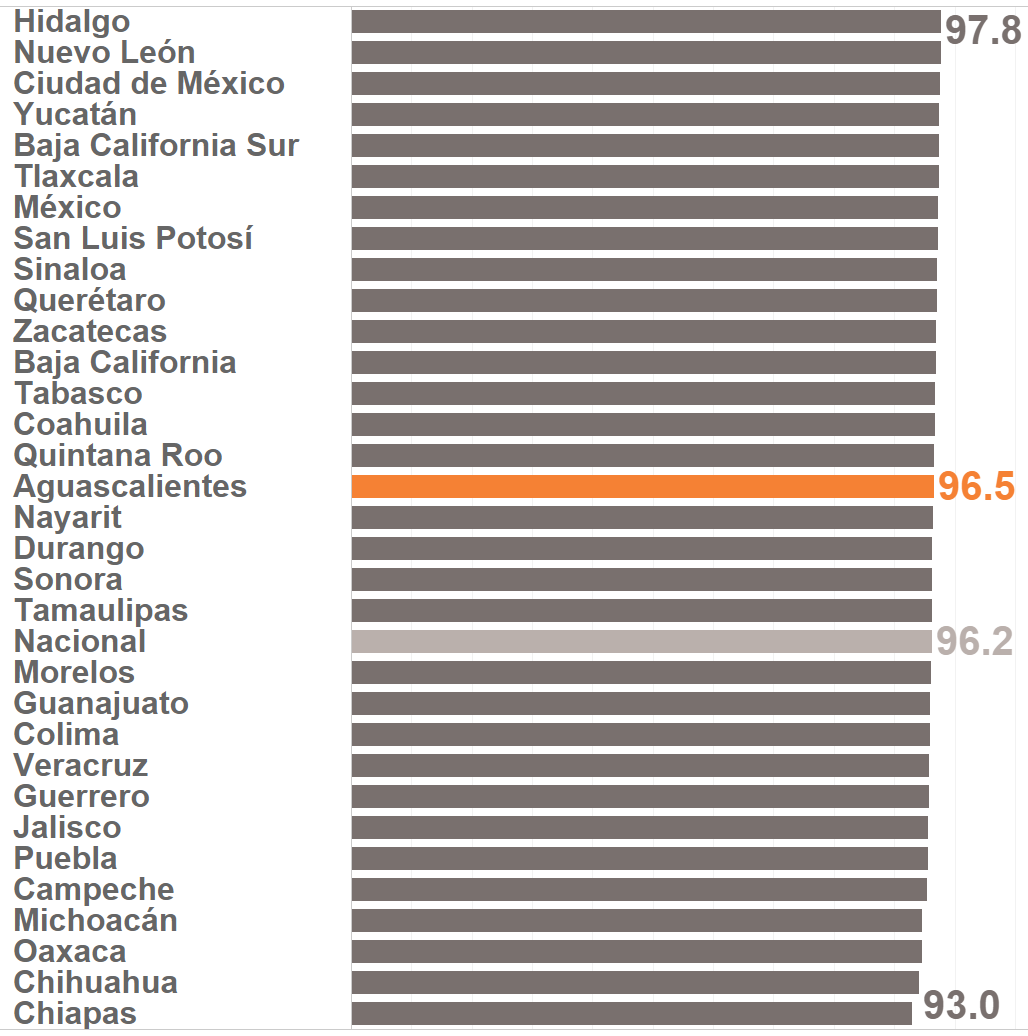 Hidalgo 97.8
Nuevo León
Ciudad de México
Yucatán
Baja California Sur
Tlaxcala
México
San Luis Potosí
Sinaloa
Querétaro
Zacatecas
Baja California
Tabasco
Coahuila
Quintana Roo
Aguascalientes 96.5
Nayarit
Durango
Sonora
Tamaulipas
Nacional 96.2
Morelos
Guanajuato
Colima
Veracruz
Guerrero
Jalisco
Puebla
Campeche
Michoacán
Oaxaca
Chihuahua
Chiapas 93.0